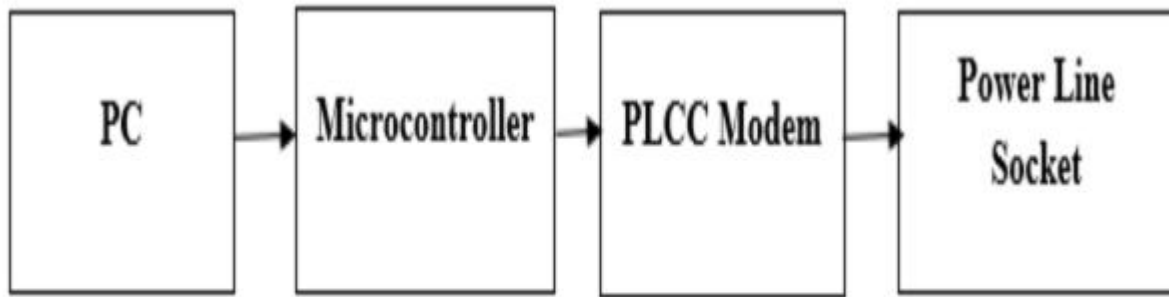 PC
Microcontroller
PLCC Modem
Power Line
Socket